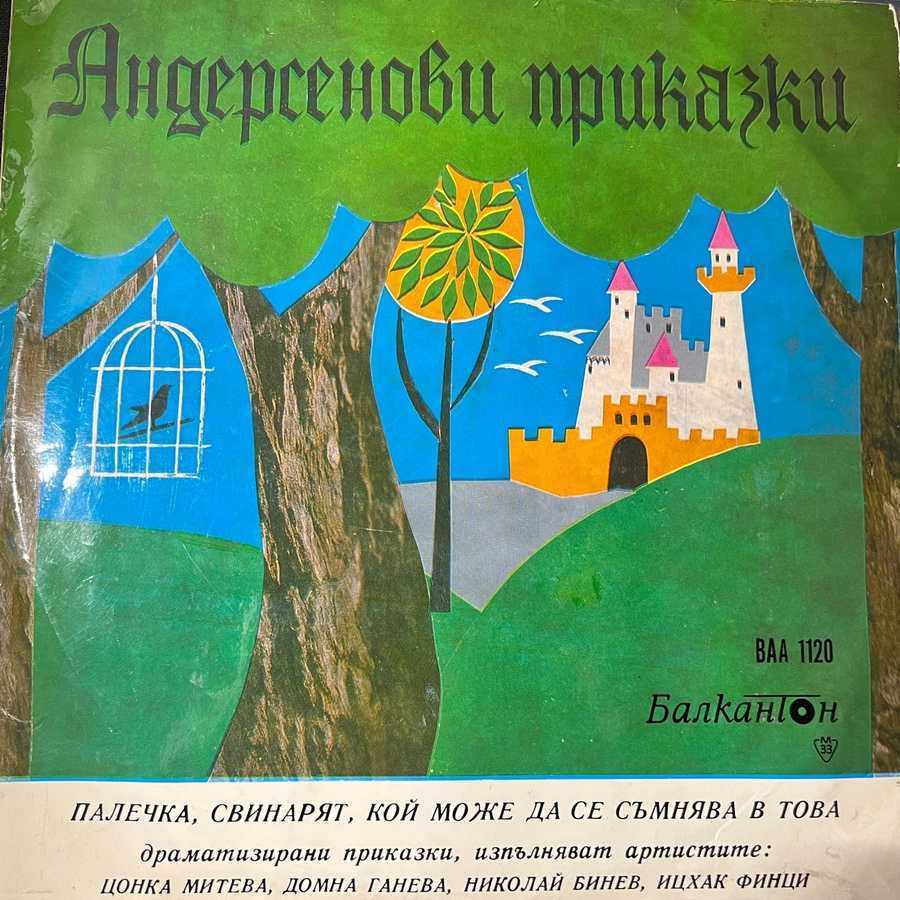 Андерсенови приказки
ВАА 1120
Балкантон
М
33
ПАЛЕЧКА, СВИНАРЯТ, КОЙ МОЖЕ ДА СЕ СЪМНЯВА В ТОВА
драматизирани приказки, изпълняват артистите:
ЦОНКА МИТЕВА, ДОМНА ГАНЕВА, НИКОЛАЙ БИНЕВ, ИЦХАК ФИНЦИ